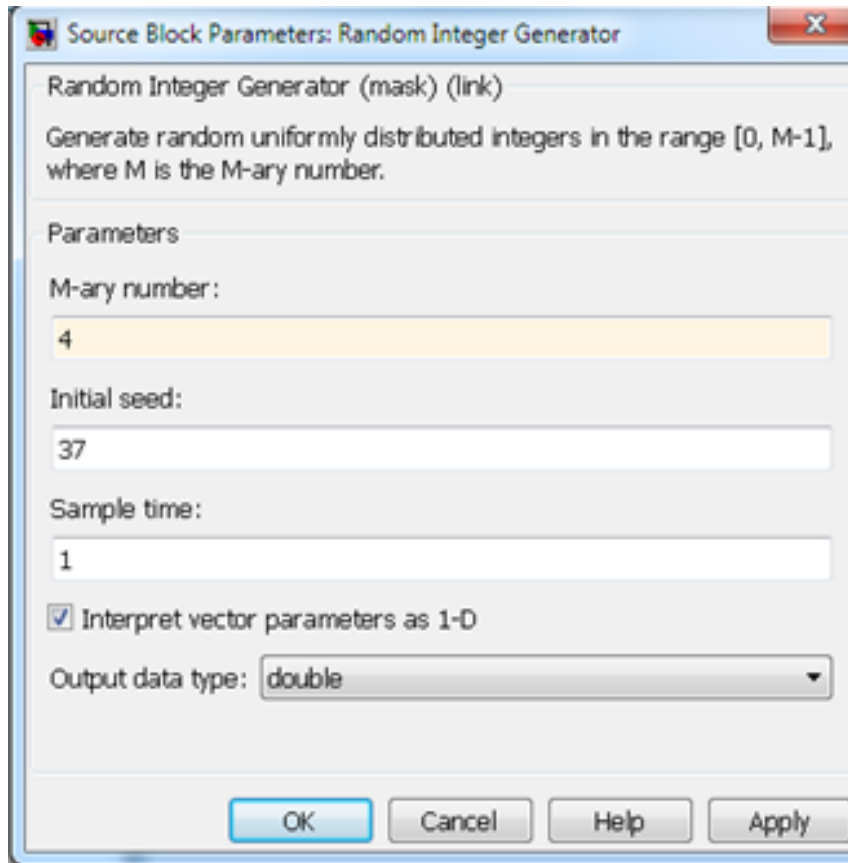 Source Block Parameters: Random Integer Generator
Random Integer Generator (mask) (link)
Generate random uniformly distributed integers in the range [0, M-1],
where M is the M-ary number.
Parameters
M-ary number:
4
Initial seed:
37
Sample time:
1
Interpret vector parameters as 1-D
Output data type: double
OK Cancel Help Apply